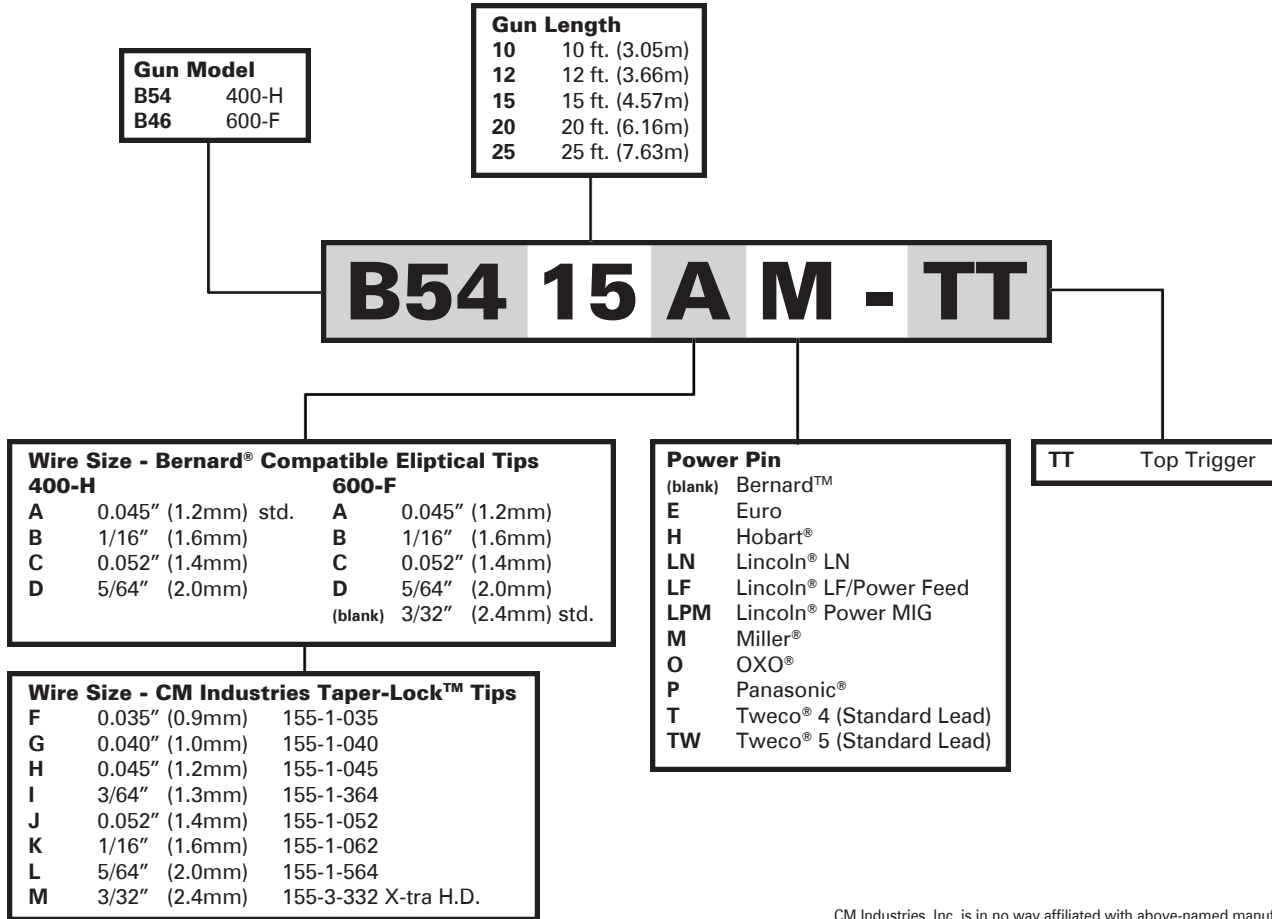 Gun Length
10 10 ft. (3.05m)
12 12 ft. (3.66m)
15 15 ft. (4.57m)
20 20 ft. (6.16m)
25 25 ft. (7.63m)
Gun Model
B54 400-H
B46 600-F
B54 15 A M - TT
Wire Size - Bernard® Compatible Eliptical Tips
400-H 600-F
A 0.045" (1.2mm) std. A 0.045" (1.2mm)
B 1/16" (1.6mm) B 1/16" (1.6mm)
C 0.052" (1.4mm) C 0.052" (1.4mm)
D 5/64" (2.0mm) D 5/64" (2.0mm)
(blank) 3/32" (2.4mm) std.
Wire Size - CM Industries Taper-Lock™ Tips
F 0.035" (0.9mm) 155-1-035
G 0.040" (1.0mm) 155-1-040
H 0.045" (1.2mm) 155-1-045
I 3/64" (1.3mm) 155-1-364
J 0.052" (1.4mm) 155-1-052
K 1/16" (1.6mm) 155-1-062
L 5/64" (2.0mm) 155-1-564
M 3/32" (2.4mm) 155-3-332 X-tra H.D.
Power Pin
(blank) Bernard™
E Euro
H Hobart®
LN Lincoln® LN
LF Lincoln® LF/Power Feed
LPM Lincoln® Power MIG
M Miller®
O OXO®
P Panasonic®
T Tweco® 4 (Standard Lead)
TW Tweco® 5 (Standard Lead)
TT Top Trigger
CM Industries, Inc. is in no way affiliated with above-named